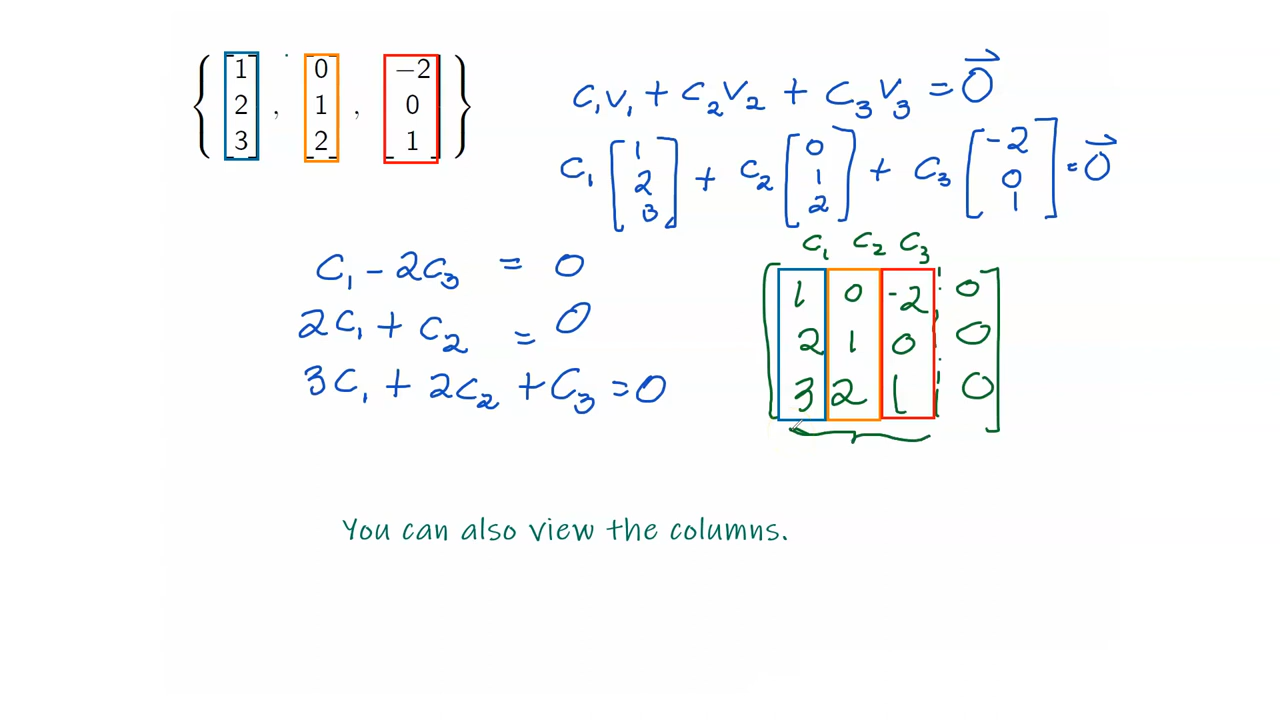 { [1 2 3], [0 1 2], [−2 0 1] }
C₁V₁ + C₂V₂ + C₃V₃ = 0⃗
C₁ [1 2 3] + C₂ [0 1 2] + C₃ [-2 0 1] = 0⃗
C₁ - 2C₃ = 0
2C₁ + C₂ = 0
3C₁ + 2C₂ + C₃ = 0
C₁ C₂ C₃
1 0 -2 | 0
2 1 0 | 0
3 2 1 | 0
You can also view the columns.